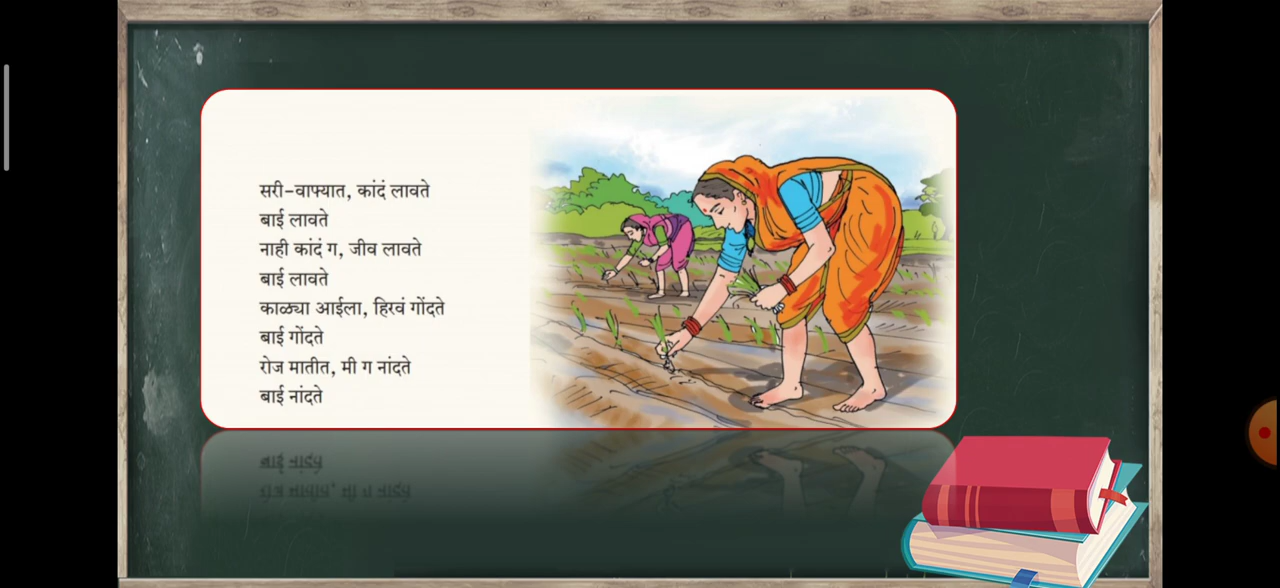 सरी-वाफ्यात, कांदं लावते
बाई लावते
नाही कांदं ग, जीव लावते
बाई लावते
काळ्या आईला, हिरवं गोंदते
बाई गोंदते
रोज मातीत, मी ग नांदते
बाई नांदते